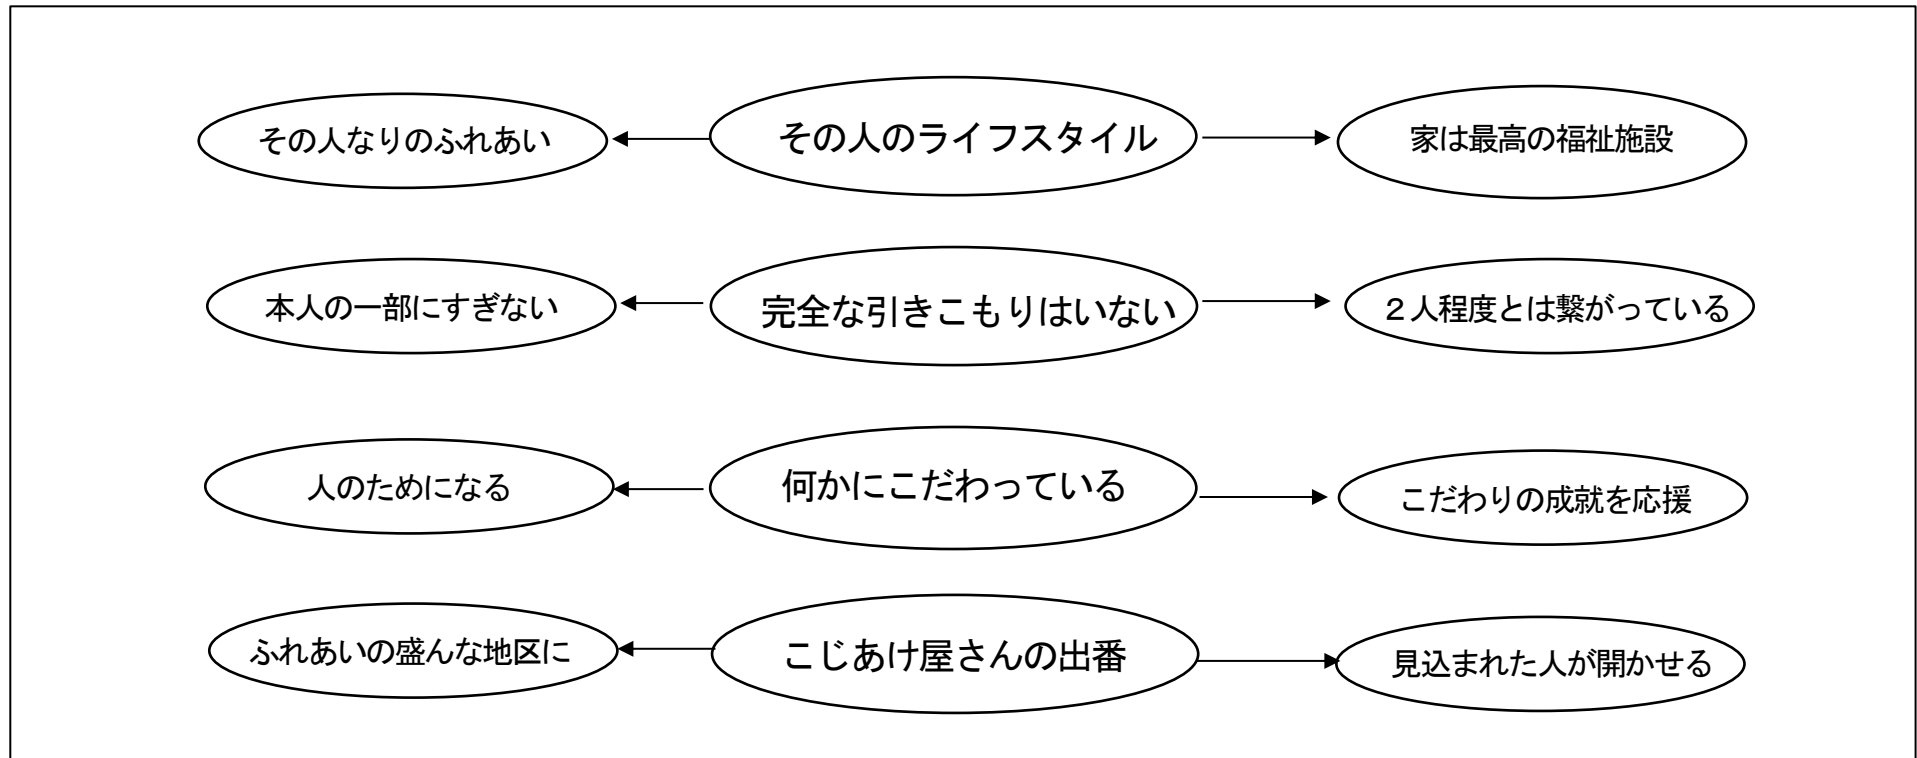 その人なりのふれあい
その人のライフスタイル
家は最高の福祉施設
本人の一部にすぎない
完全な引きこもりはいない
２人程度とは繋がっている
人のためになる
何かにこだわっている
こだわりの成就を応援
ふれあいの盛んな地区に
こじあけ屋さんの出番
見込まれた人が開かせる